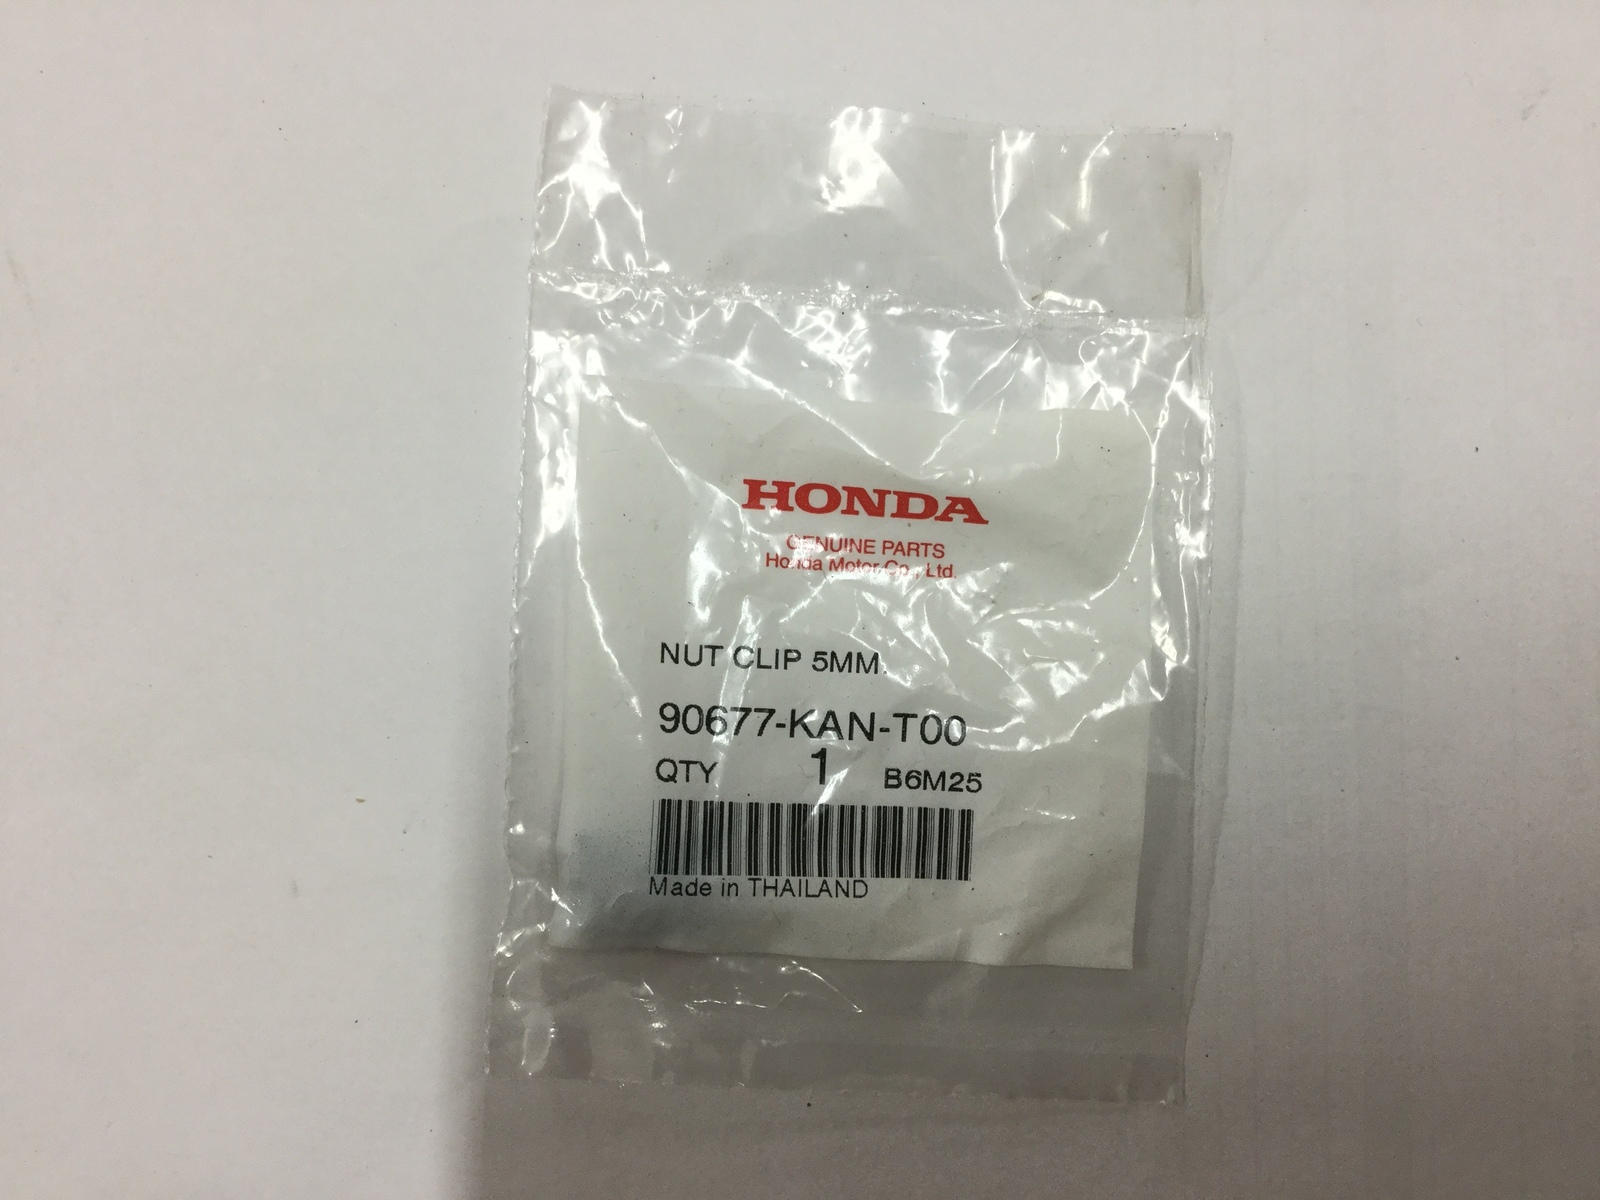 HONDA
GENUINE PARTS
Honda Motor Co., Ltd.
NUT CLIP 5MM.
90677-KAN-T00
QTY 1 B6M25
Made in THAILAND